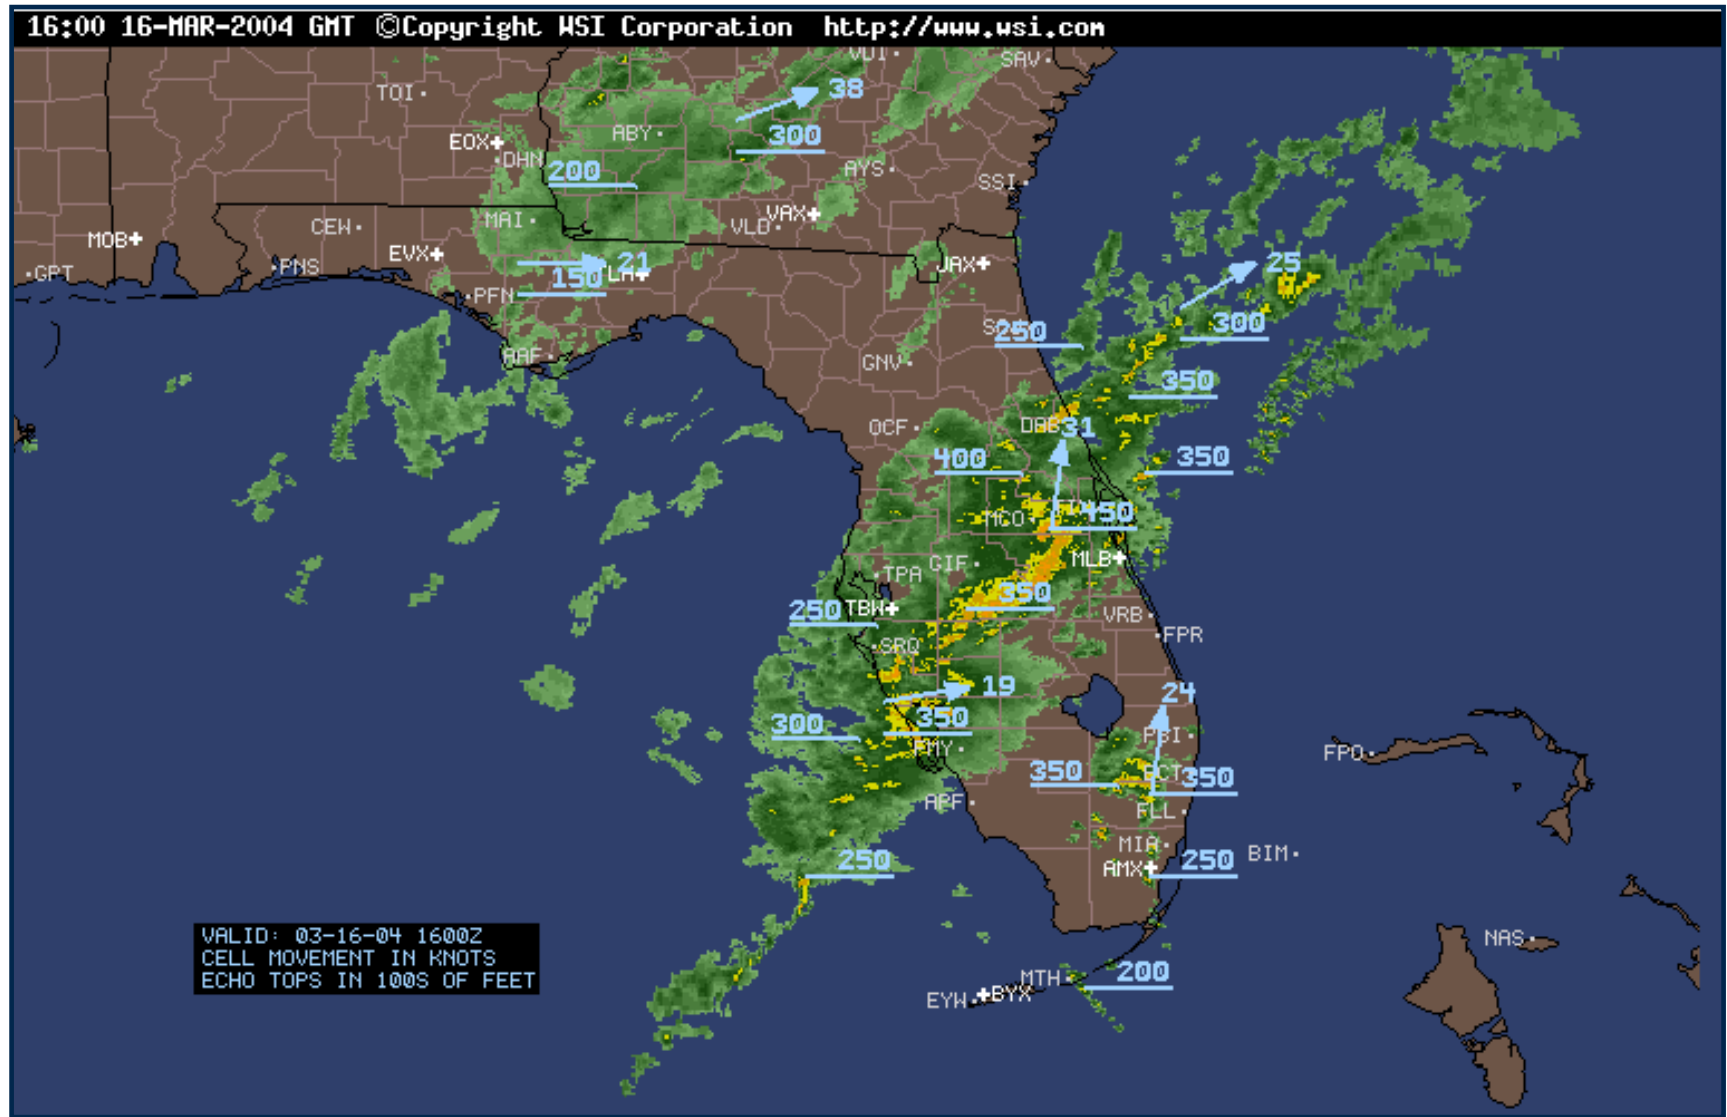 16:00 16-MAR-2004 GMT ©Copyright WSI Corporation http://www.wsi.com
SAV
TOI
38
ABY
300
EOX
DHN
200
AYS
SSI
MAI
VAX
VLD
CEW
MOB
EVX
JAX
GPT
PNS
21
150
25
PFN
300
250
AAF
GNV
350
OCF
DAB
31
400
350
MCO
450
MLB
GIF
TPA
350
250
TBW
VRB
FPR
SRQ
19
24
300
350
PBI
FMY
FPO
350
350
APF
FLL
MIA
BIM
250
AMX
250
VALID: 03-16-04 1600Z
CELL MOVEMENT IN KNOTS
ECHO TOPS IN 100S OF FEET
NAS
MTH
200
EYW
BYX